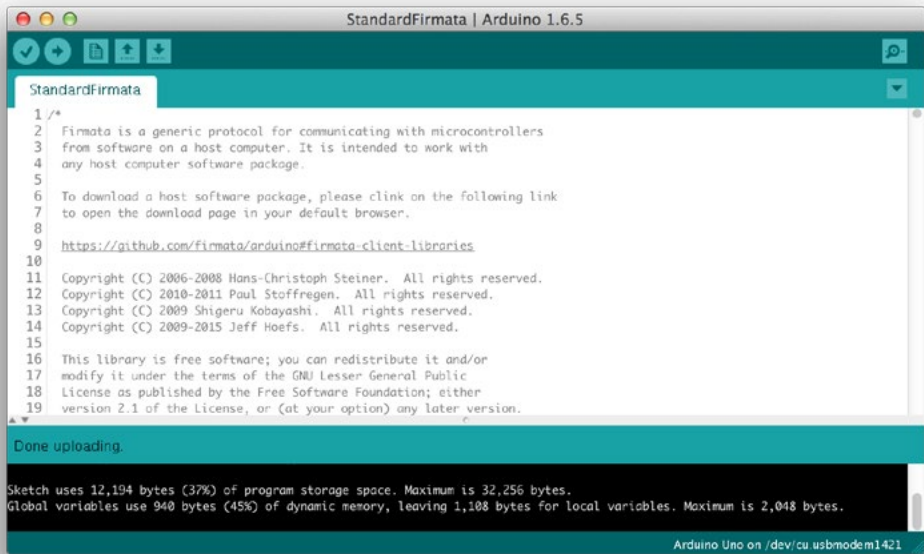 StandardFirmata | Arduino 1.6.5
StandardFirmata
1 /*
2 Firmata is a generic protocol for communicating with microcontrollers
3 from software on a host computer. It is intended to work with
4 any host computer software package.
5
6 To download a host software package, please clink on the following link
7 to open the download page in your default browser.
8
9 https://github.com/firmata/arduino#firmata-client-libraries
10
11 Copyright (C) 2006-2008 Hans-Christoph Steiner. All rights reserved.
12 Copyright (C) 2010-2011 Paul Stoffregen. All rights reserved.
13 Copyright (C) 2009 Shigeru Kobayashi. All rights reserved.
14 Copyright (C) 2009-2015 Jeff Hoefs. All rights reserved.
15
16 This library is free software; you can redistribute it and/or
17 modify it under the terms of the GNU Lesser General Public
18 License as published by the Free Software Foundation; either
19 version 2.1 of the License, or (at your option) any later version.
Done uploading.
Sketch uses 12,194 bytes (37%) of program storage space. Maximum is 32,256 bytes.
Global variables use 940 bytes (45%) of dynamic memory, leaving 1,108 bytes for local variables. Maximum is 2,048 bytes.
Arduino Uno on /dev/cu.usbmodem1421